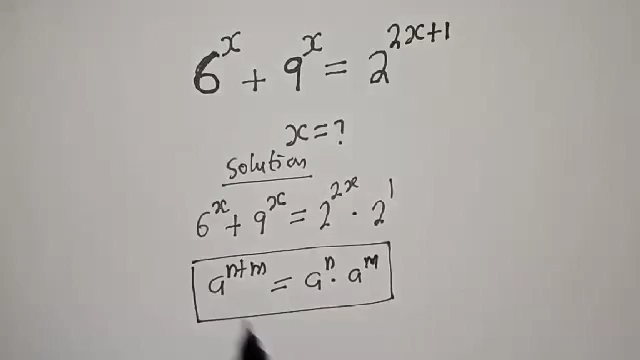 6^x + 9^x = 2^{2x+1}
x = ?
Solution
6^x + 9^x = 2^{2x} · 2^1
a^{n+m} = a^n · a^m